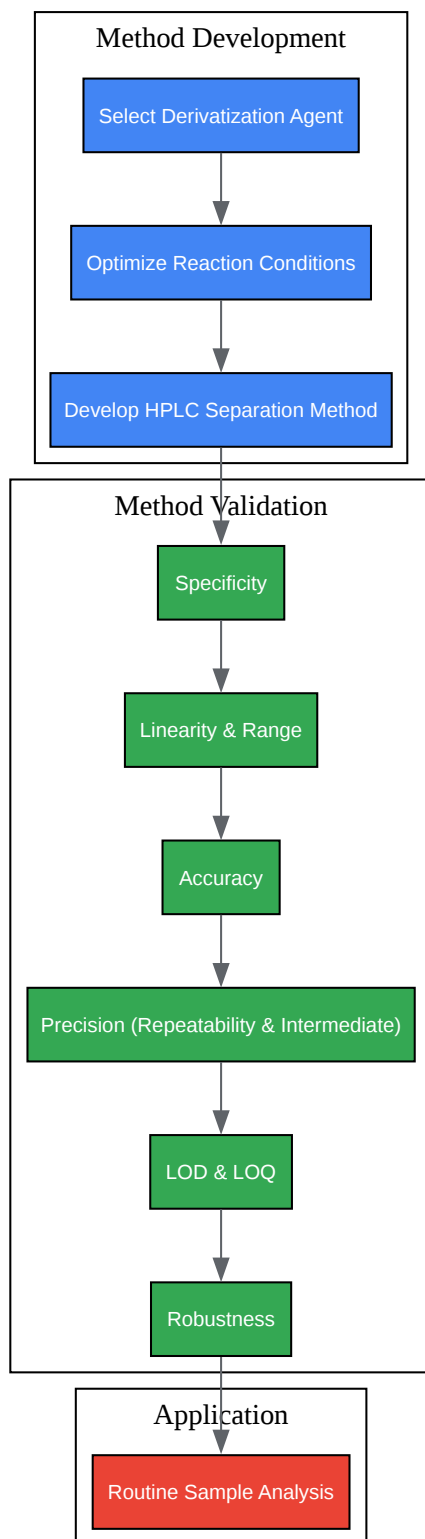 Method Development
Select Derivatization Agent
Optimize Reaction Conditions
Develop HPLC Separation Method
Method Validation
Specificity
Linearity & Range
Accuracy
Precision (Repeatability & Intermediate)
LOD & LOQ
Robustness
Application
Routine Sample Analysis